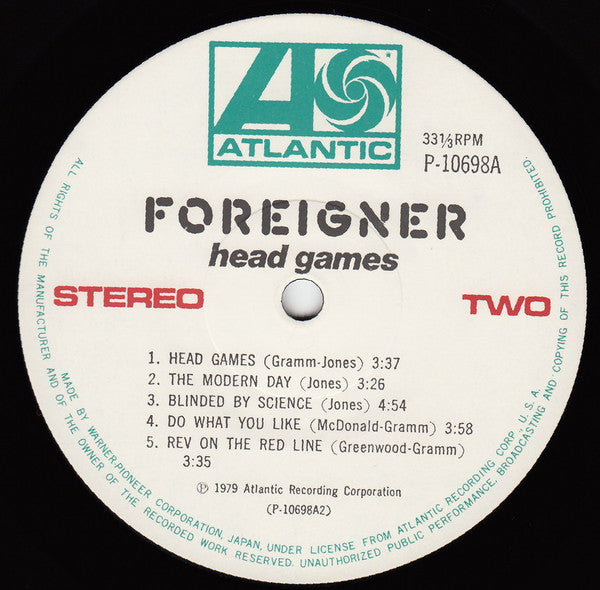 ATLANTIC
33⅓RPM
P-10698A
FOREIGNER
head games
STEREO
TWO
1. HEAD GAMES (Gramm-Jones) 3:37
2. THE MODERN DAY (Jones) 3:26
3. BLINDED BY SCIENCE (Jones) 4:54
4. DO WHAT YOU LIKE (McDonald-Gramm) 3:58
5. REV ON THE RED LINE (Greenwood-Gramm)
3:35
℗ 1979 Atlantic Recording Corporation
(P-10698A2)
MADE BY WARNER-PIONEER CORPORATION, JAPAN, UNDER LICENSE FROM ATLANTIC RECORDING CORP., U.S.A.
ALL RIGHTS OF THE MANUFACTURER AND OF THE OWNER OF THE RECORDED WORK RESERVED. UNAUTHORIZED PUBLIC PERFORMANCE, BROADCASTING AND COPYING OF THIS RECORD PROHIBITED.